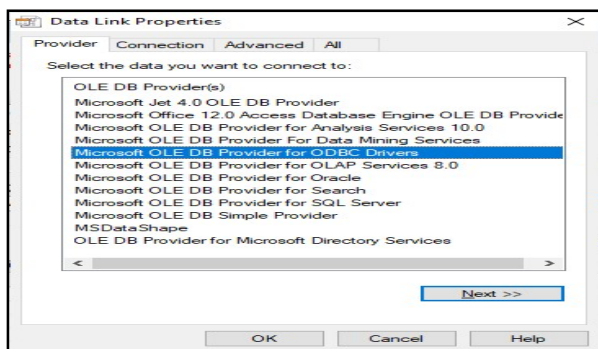 Data Link Properties
Provider Connection Advanced All
Select the data you want to connect to:
OLE DB Provider(s)
Microsoft Jet 4.0 OLE DB Provider
Microsoft Office 12.0 Access Database Engine OLE DB Provide
Microsoft OLE DB Provider for Analysis Services 10.0
Microsoft OLE DB Provider For Data Mining Services
Microsoft OLE DB Provider for ODBC Drivers
Microsoft OLE DB Provider for OLAP Services 8.0
Microsoft OLE DB Provider for Oracle
Microsoft OLE DB Provider for Search
Microsoft OLE DB Provider for SQL Server
Microsoft OLE DB Simple Provider
MSDataShape
OLE DB Provider for Microsoft Directory Services
Next >>
OK Cancel Help